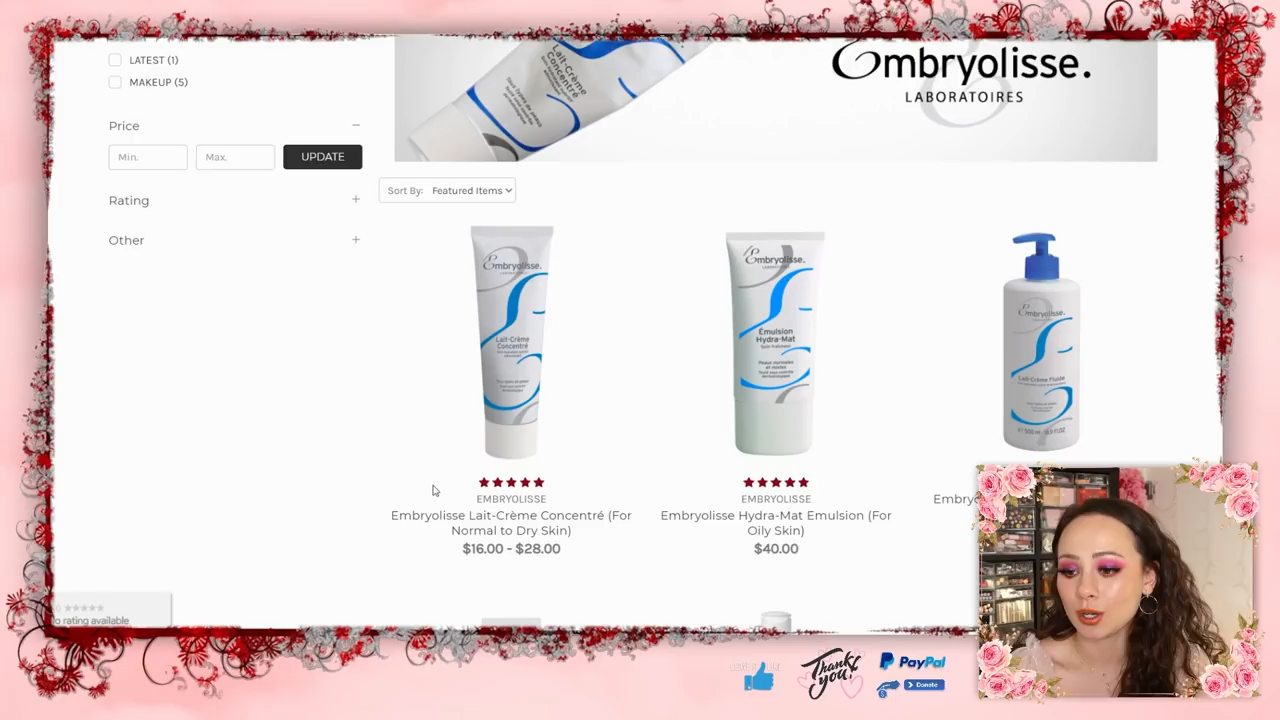 LATEST (1)
MAKEUP (5)
Price
Min.
Max.
UPDATE
Rating
Other
Lait-Crème
Concentré
Embryolisse.
LABORATOIRES
Sort By: Featured Items
Embryolisse.
Lait-Crème
Concentré
Embryolisse.
Émulsion
Hydra-Mat
Embryolisse.
Lait-Crème Fluide
EMBRYOLISSE
Embryolisse Lait-Crème Concentré (For
Normal to Dry Skin)
$16.00 - $28.00
EMBRYOLISSE
Embryolisse Hydra-Mat Emulsion (For
Oily Skin)
$40.00
rating available
Thank
you!
PayPal
Donate